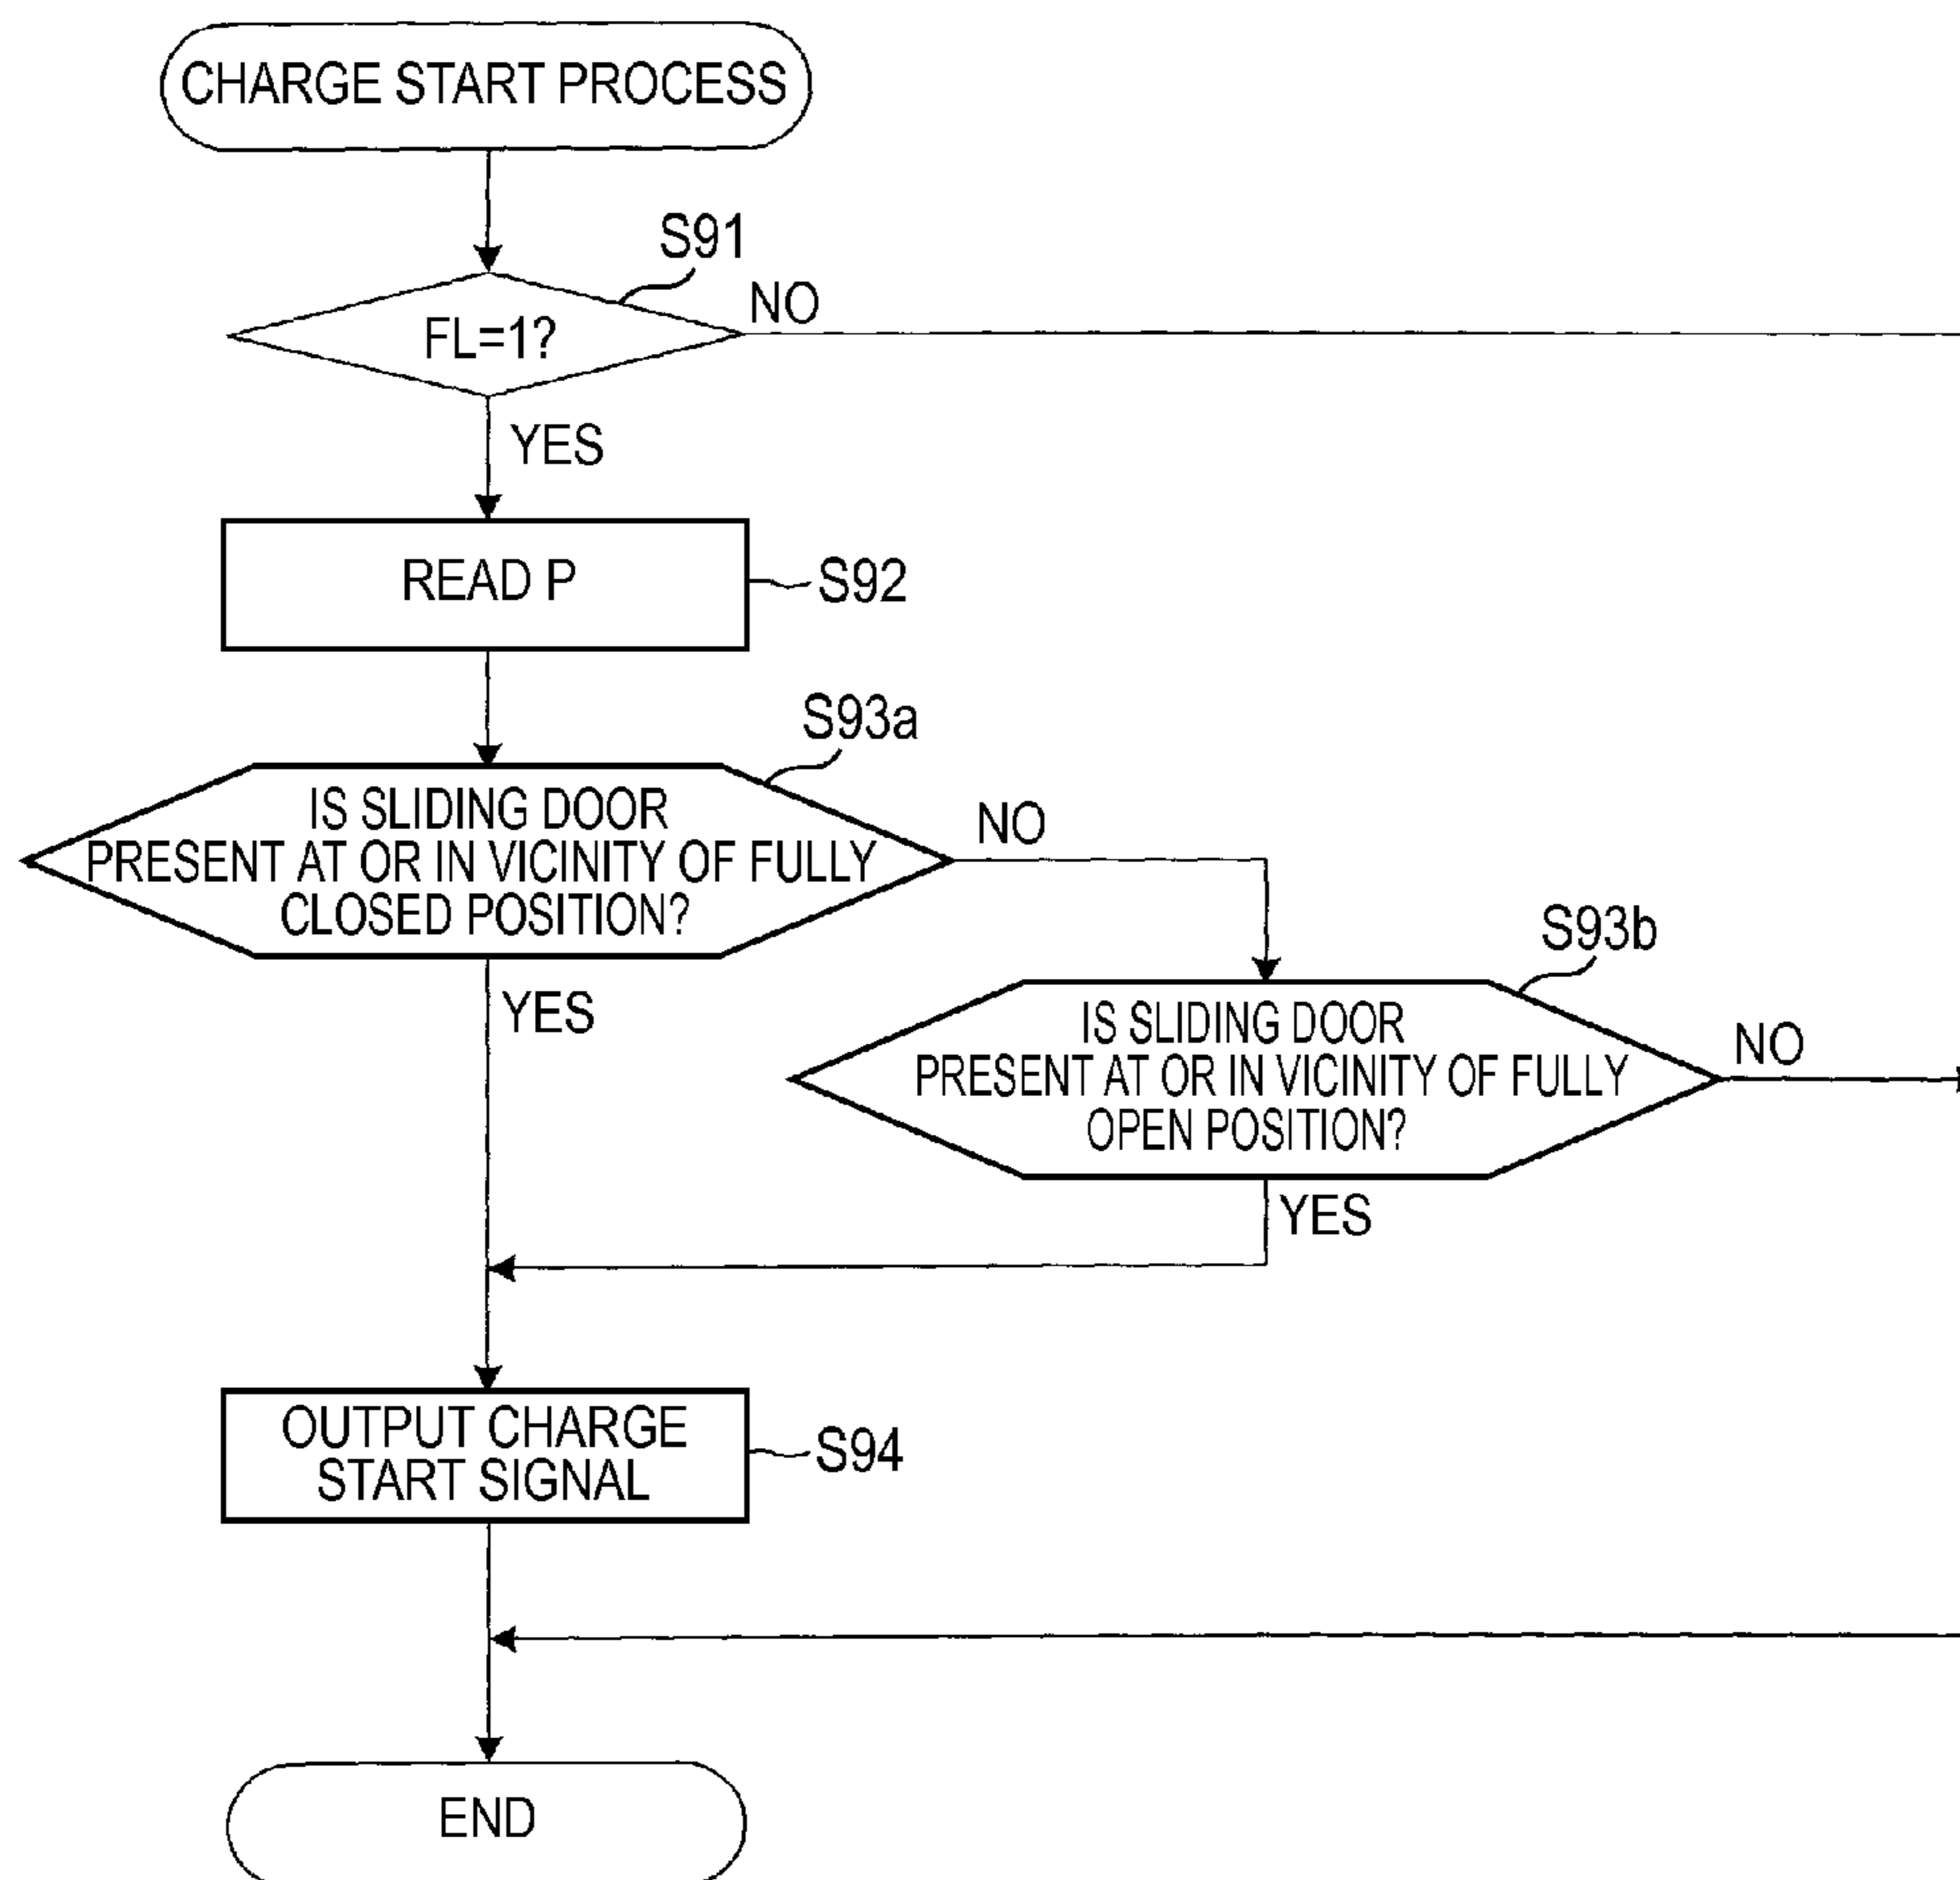 CHARGE START PROCESS
S91
FL=1?
NO
YES
READ P
S92
S93a
IS SLIDING DOOR
PRESENT AT OR IN VICINITY OF FULLY
CLOSED POSITION?
NO
YES
S93b
IS SLIDING DOOR
PRESENT AT OR IN VICINITY OF FULLY
OPEN POSITION?
NO
YES
OUTPUT CHARGE
START SIGNAL
S94
END